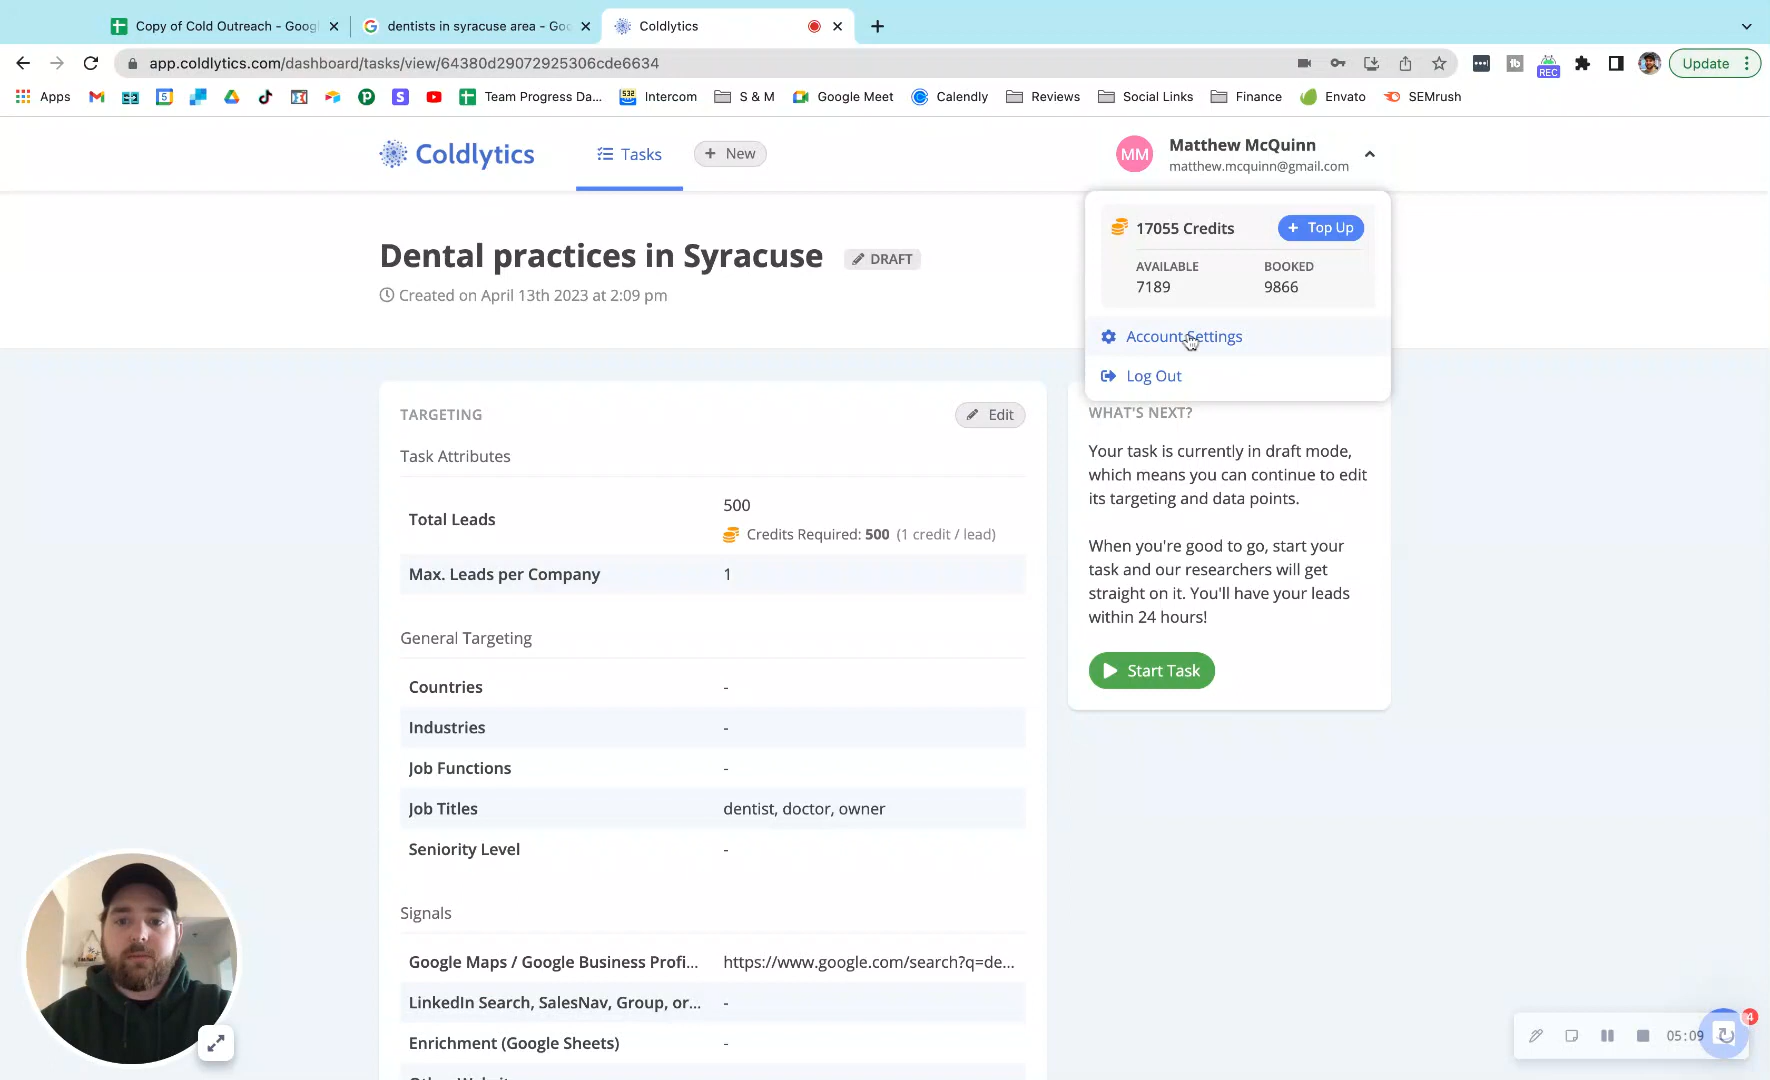 Copy of Cold Outreach - Goog
dentists in syracuse area - Goo
Coldlytics
app.coldlytics.com/dashboard/tasks/view/64380d29072925306cde6634
REC
Update
Apps
Team Progress Da...
Intercom
S & M
Google Meet
Calendly
Reviews
Social Links
Finance
Envato
SEMrush
Coldlytics
Tasks
+ New
MM
Matthew McQuinn
matthew.mcquinn@gmail.com
17055 Credits
+ Top Up
AVAILABLE
BOOKED
7189
9866
Account Settings
Log Out
Dental practices in Syracuse
DRAFT
Created on April 13th 2023 at 2:09 pm
TARGETING
Edit
Task Attributes
Total Leads
500
Credits Required: 500 (1 credit / lead)
Max. Leads per Company
1
General Targeting
Countries
-
Industries
-
Job Functions
-
Job Titles
dentist, doctor, owner
Seniority Level
-
Signals
Google Maps / Google Business Profi...
https://www.google.com/search?q=de...
LinkedIn Search, SalesNav, Group, or...
-
Enrichment (Google Sheets)
-
WHAT'S NEXT?
Your task is currently in draft mode,
which means you can continue to edit
its targeting and data points.
When you're good to go, start your
task and our researchers will get
straight on it. You'll have your leads
within 24 hours!
Start Task
05:09
4